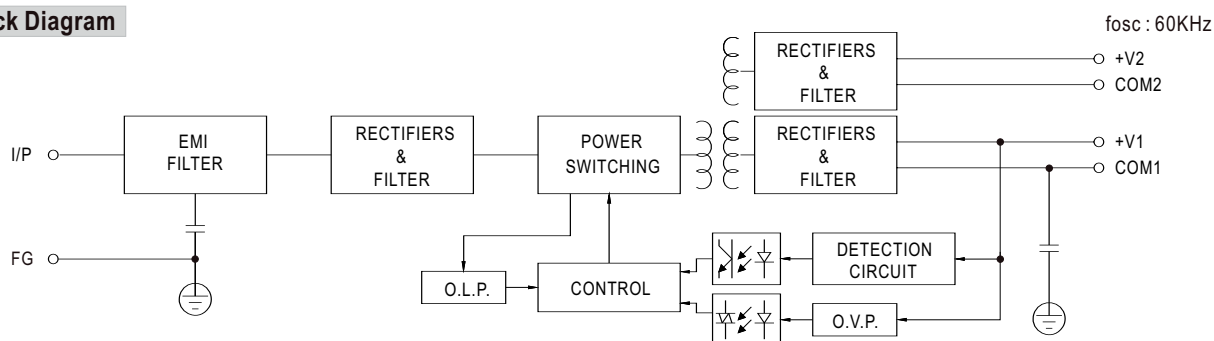 ck Diagram
fosc : 60KHz
RECTIFIERS
&
FILTER
+V2
COM2
I/P
EMI
FILTER
RECTIFIERS
&
FILTER
POWER
SWITCHING
RECTIFIERS
&
FILTER
+V1
COM1
FG
O.L.P.
CONTROL
DETECTION
CIRCUIT
O.V.P.